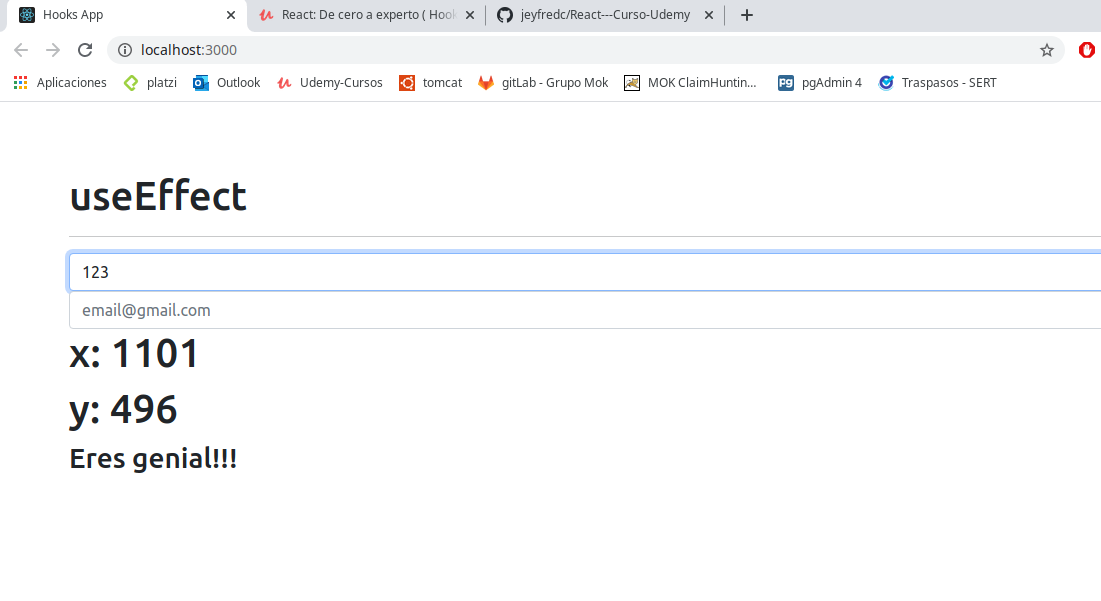 Hooks App
React: De cero a experto ( Hook
jeyfredc/React---Curso-Udemy
localhost:3000
Aplicaciones platzi Outlook Udemy-Cursos tomcat gitLab - Grupo Mok MOK ClaimHuntin... pgAdmin 4 Traspasos - SERT
useEffect
123
email@gmail.com
x: 1101
y: 496
Eres genial!!!